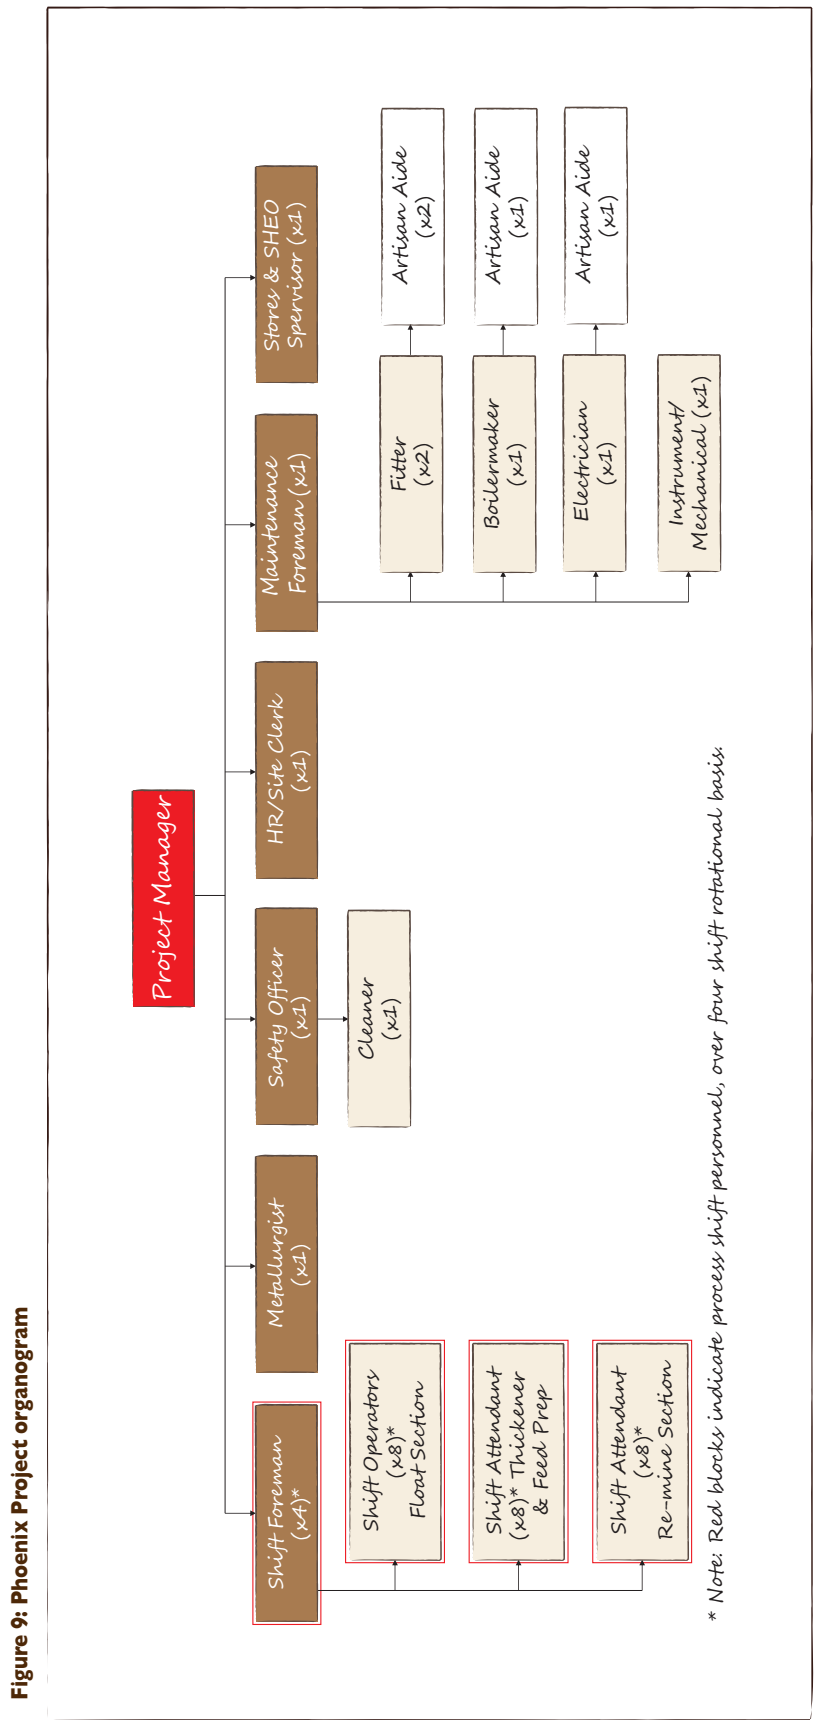 Figure 9: Phoenix Project organogram
Project Manager
Shift Foreman
(x4)*
Metallurgist
(x1)
Safety Officer
(x1)
HR/Site Clerk
(x1)
Maintenance
Foreman (x1)
Stores & SHEO
Spervisor (x1)
Shift Operators
(x8)*
Float Section
Shift Attendant
(x8)* Thickener
& Feed Prep
Shift Attendant
(x8)*
Re-mine Section
Cleaner
(x1)
Fitter
(x2)
Artisan Aide
(x2)
Boilermaker
(x1)
Artisan Aide
(x1)
Electrician
(x1)
Artisan Aide
(x1)
Instrument/
Mechanical (x1)
* Note: Red blocks indicate process shift personnel, over four shift rotational basis.